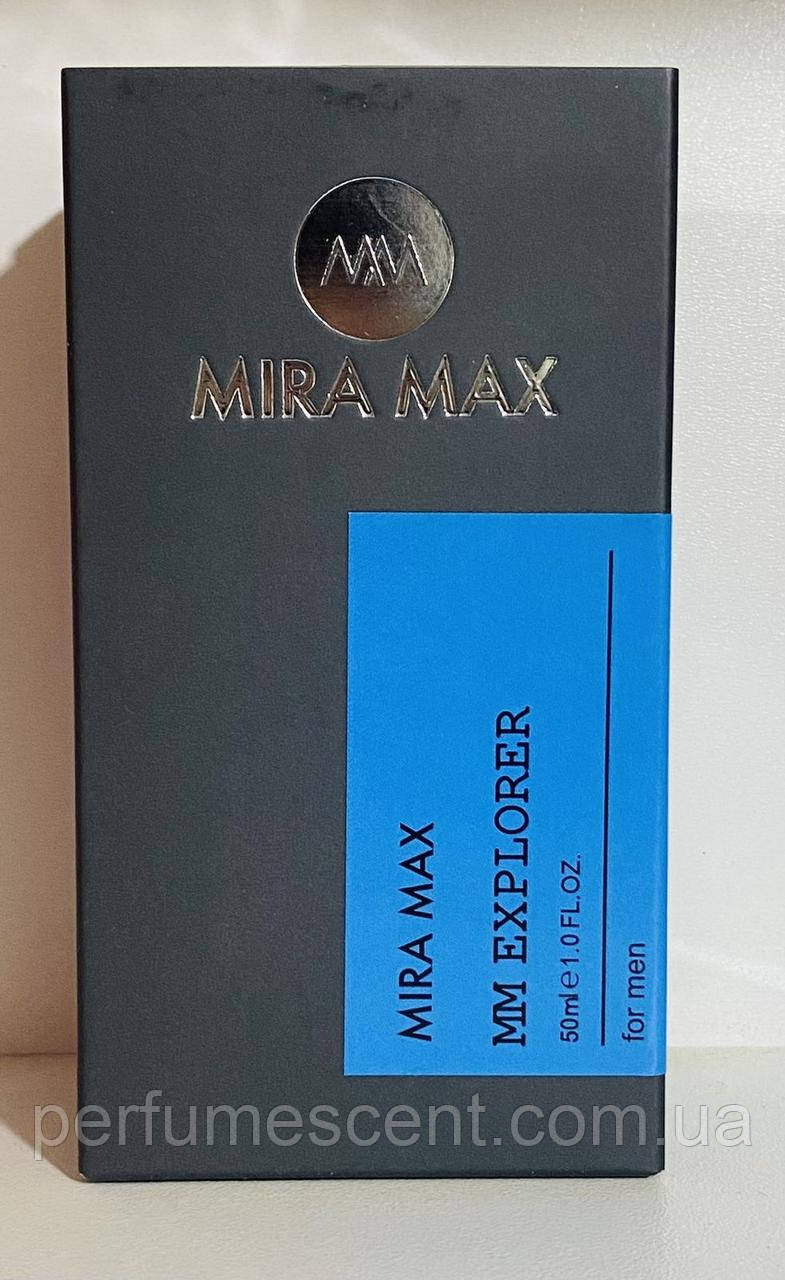 MM
MIRA MAX
MIRA MAX
MM EXPLORER
50ml e 1.0 FL.OZ.
for men
perfumescent.com.ua